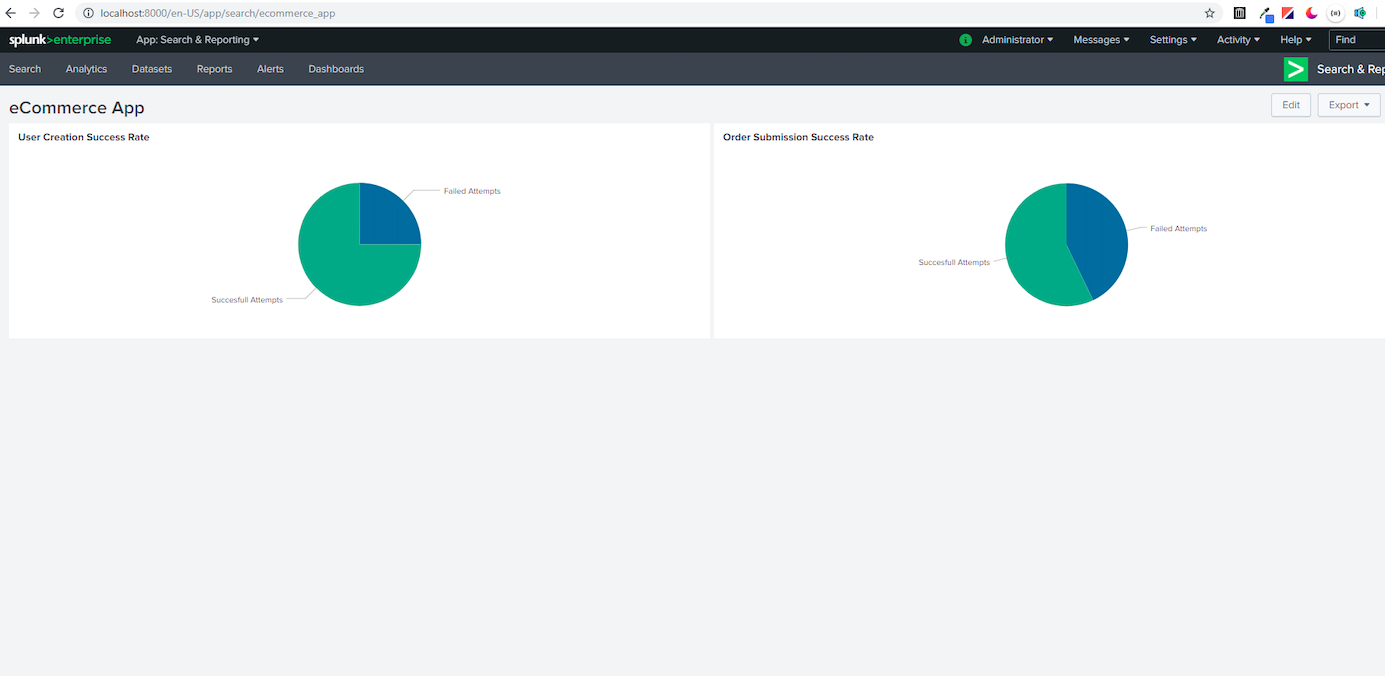 localhost:8000/en-US/app/search/ecommerce_app
splunk>enterprise App: Search & Reporting Administrator Messages Settings Activity Help Find
Search Analytics Datasets Reports Alerts Dashboards Search & Rep
eCommerce App Edit Export
User Creation Success Rate Order Submission Success Rate
Failed Attempts
Failed Attempts
Succesfull Attempts
Succesfull Attempts